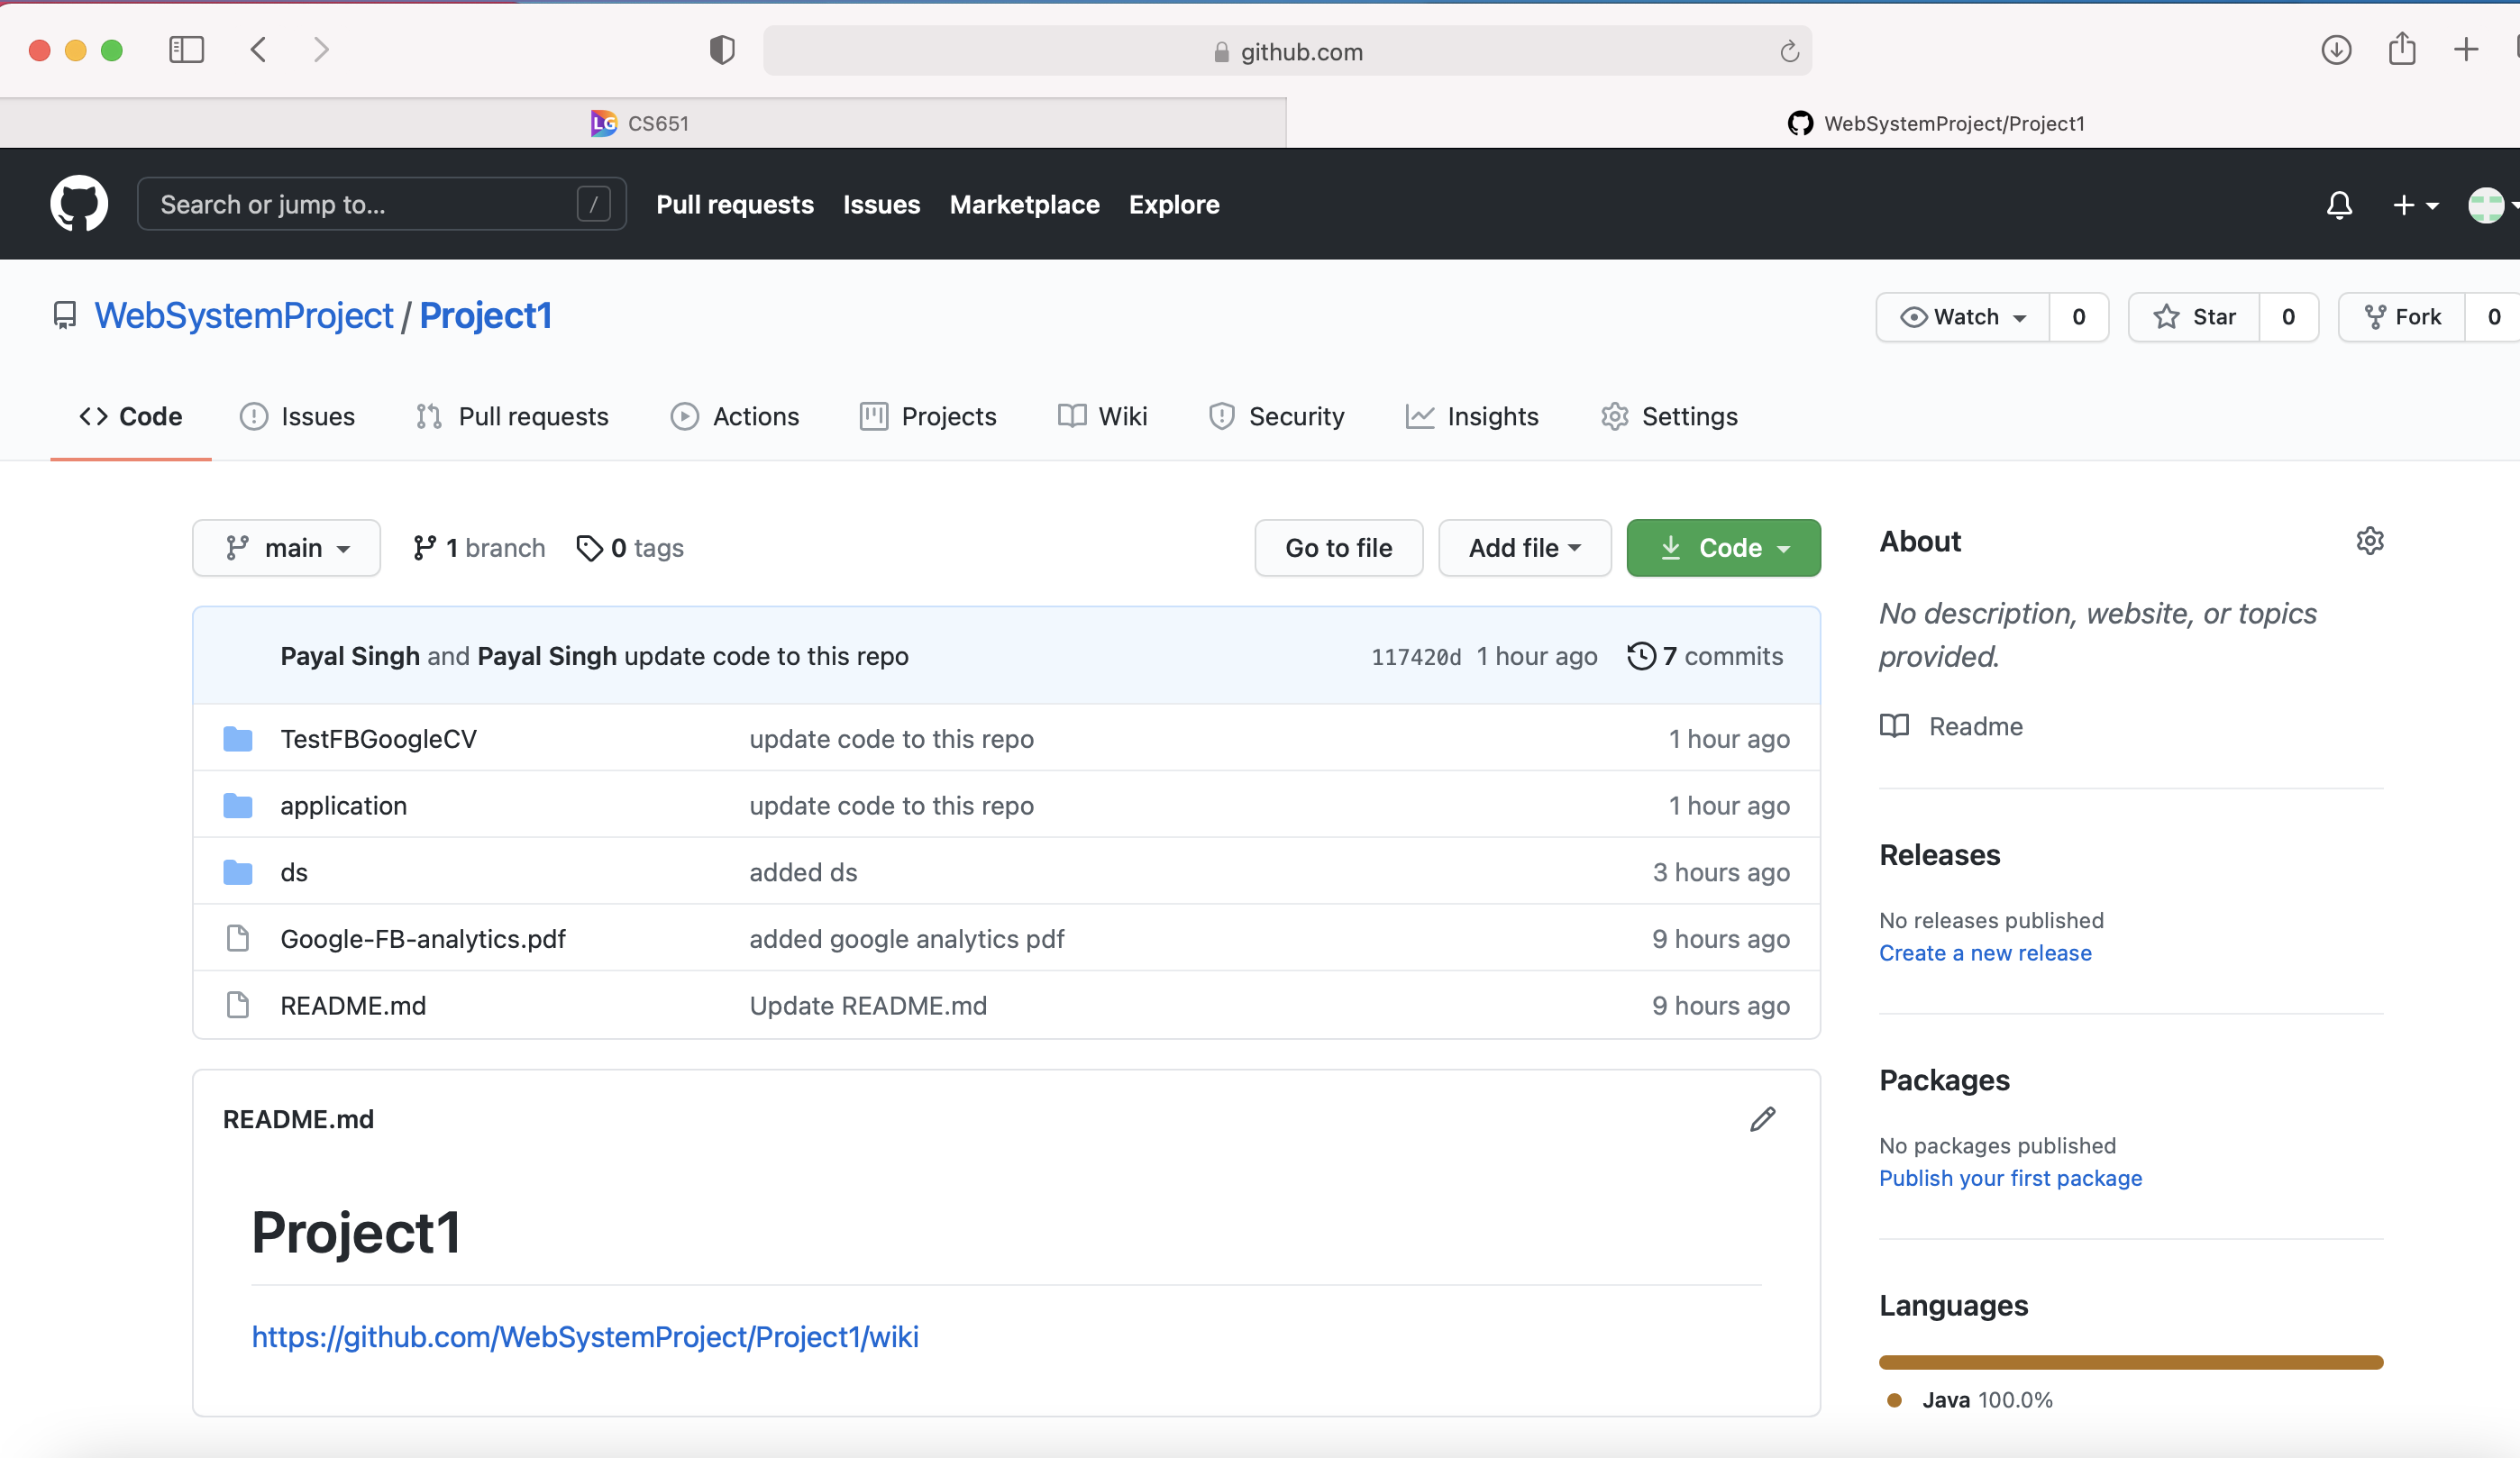 github.com
LG CS651
WebSystemProject/Project1
Search or jump to... /
Pull requests Issues Marketplace Explore
WebSystemProject / Project1
Watch 0 Star 0 Fork 0
Code Issues Pull requests Actions Projects Wiki Security Insights Settings
main 1 branch 0 tags
Go to file Add file Code
Payal Singh and Payal Singh update code to this repo 117420d 1 hour ago 7 commits
TestFBGoogleCV update code to this repo 1 hour ago
application update code to this repo 1 hour ago
ds added ds 3 hours ago
Google-FB-analytics.pdf added google analytics pdf 9 hours ago
README.md Update README.md 9 hours ago
README.md
Project1
https://github.com/WebSystemProject/Project1/wiki
About
No description, website, or topics
provided.
Readme
Releases
No releases published
Create a new release
Packages
No packages published
Publish your first package
Languages
Java 100.0%